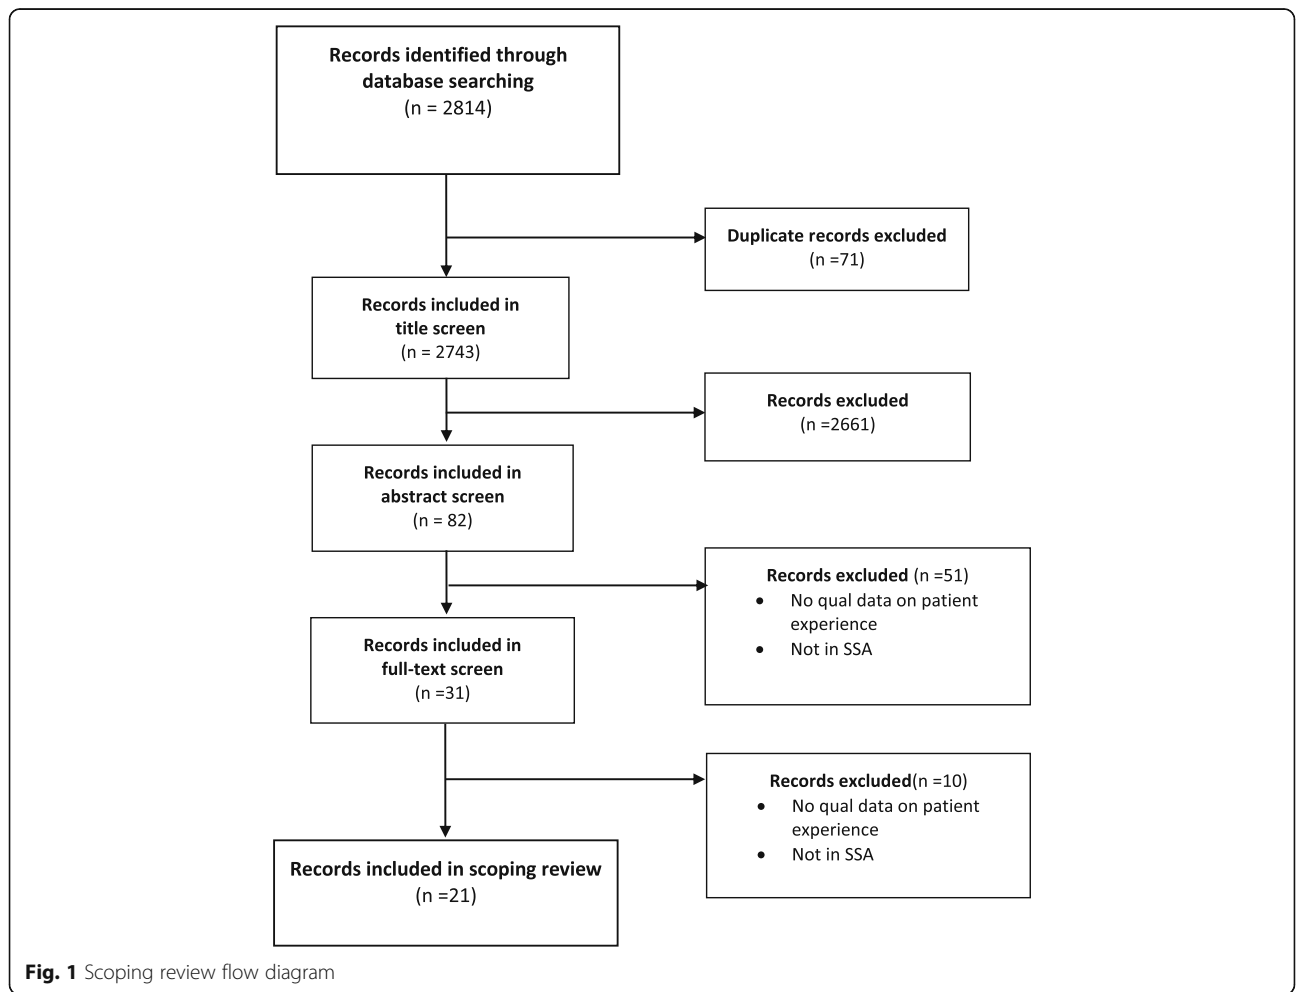 Records identified through
database searching
(n = 2814)
Duplicate records excluded
(n =71)
Records included in
title screen
(n = 2743)
Records excluded
(n =2661)
Records included in
abstract screen
(n = 82)
Records excluded (n =51)
• No qual data on patient
experience
• Not in SSA
Records included in
full-text screen
(n =31)
Records excluded(n =10)
• No qual data on patient
experience
• Not in SSA
Records included in scoping review
(n =21)
Fig. 1 Scoping review flow diagram